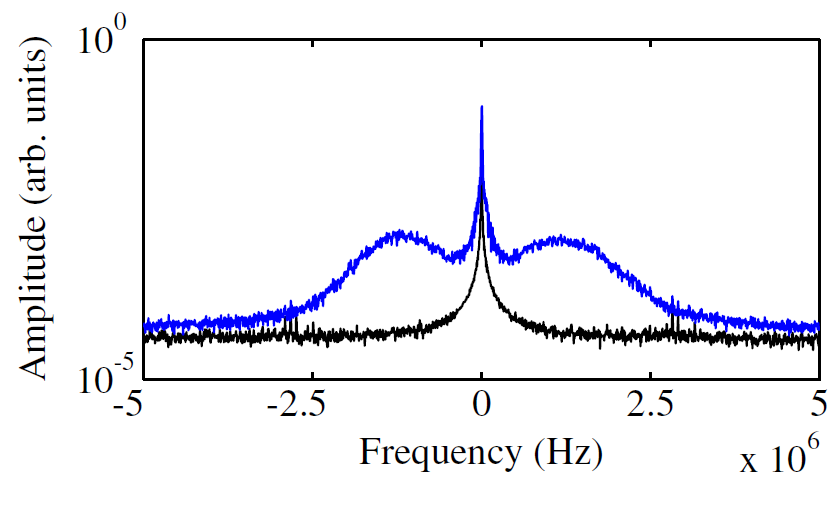 10^0
Amplitude (arb. units)
10^-5
-5 -2.5 0 2.5 5
Frequency (Hz)
x 10^6